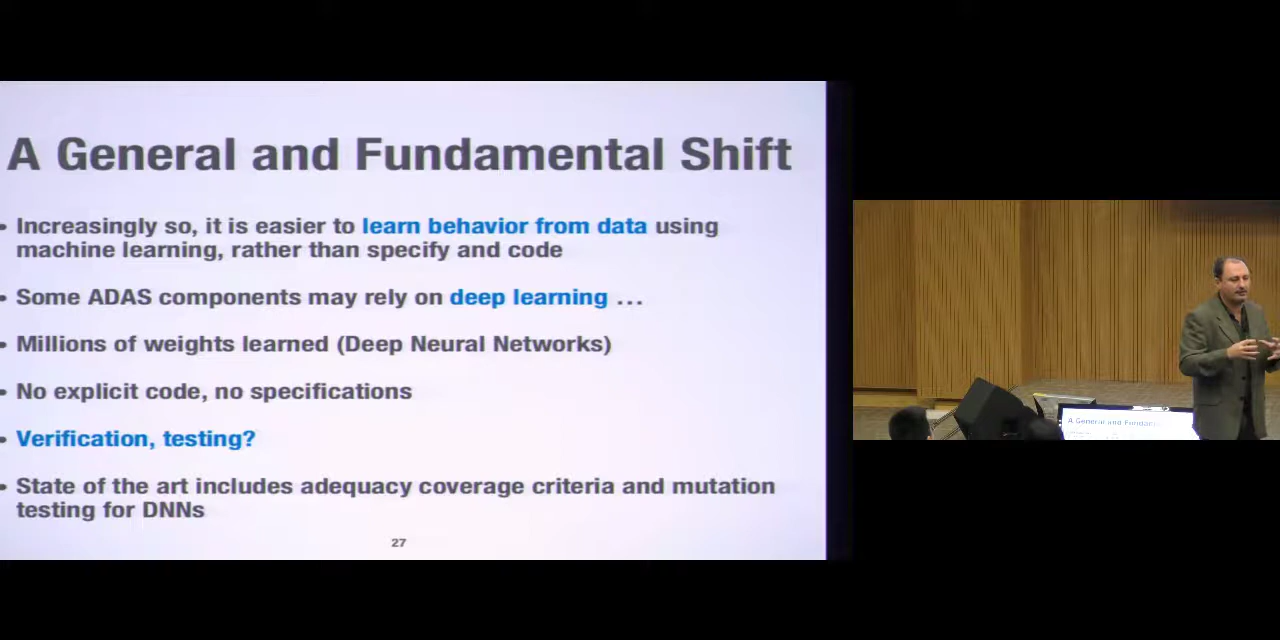 A General and Fundamental Shift
• Increasingly so, it is easier to learn behavior from data using
machine learning, rather than specify and code
• Some ADAS components may rely on deep learning ...
• Millions of weights learned (Deep Neural Networks)
• No explicit code, no specifications
• Verification, testing?
• State of the art includes adequacy coverage criteria and mutation
testing for DNNs
27
A General and Fundam